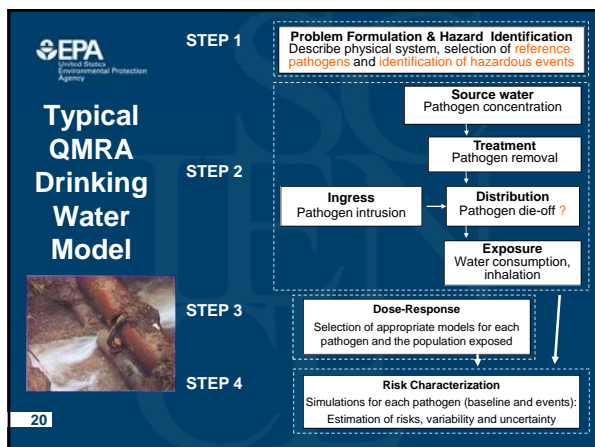 EPA
United States
Environmental Protection
Agency
Typical
QMRA
Drinking
Water
Model
STEP 1
Problem Formulation & Hazard Identification
Describe physical system, selection of reference
pathogens and identification of hazardous events
STEP 2
Source water
Pathogen concentration
Treatment
Pathogen removal
Ingress
Pathogen intrusion
Distribution
Pathogen die-off ?
Exposure
Water consumption,
inhalation
STEP 3
Dose-Response
Selection of appropriate models for each
pathogen and the population exposed
STEP 4
Risk Characterization
Simulations for each pathogen (baseline and events):
Estimation of risks, variability and uncertainty
20